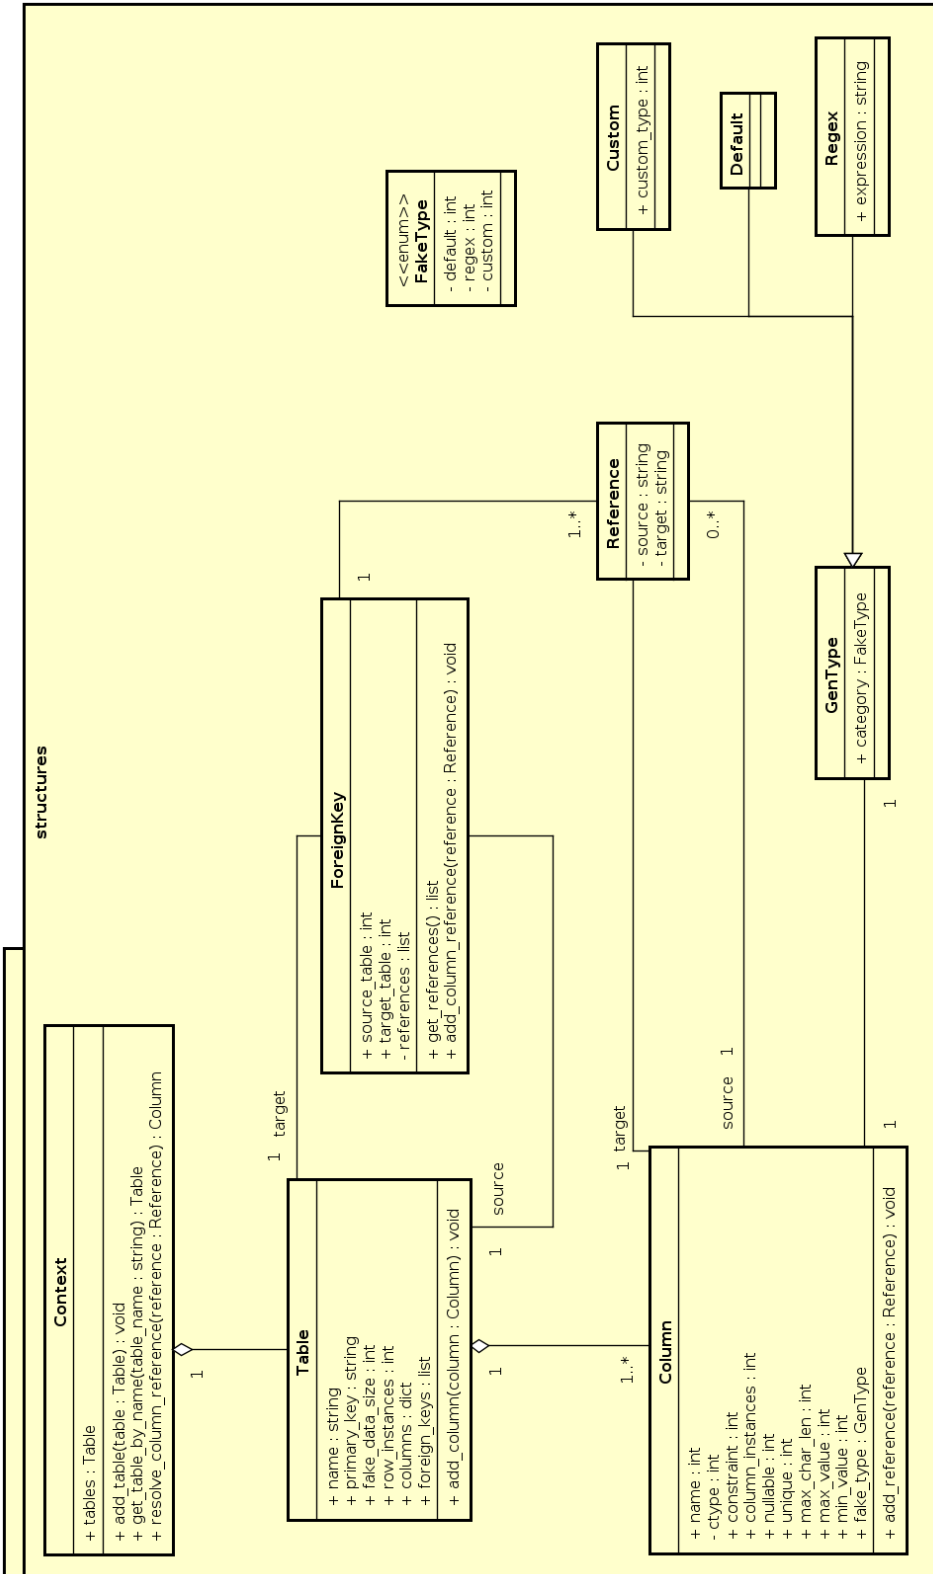 structures
Context
+ tables : Table
+ add_table(table : Table) : void
+ get_table_by_name(table_name : string) : Table
+ resolve_column_reference(reference : Reference) : Column
1
Table
+ name : string
+ primary_key : string
+ fake_data_size : int
+ row_instances : int
+ columns : dict
+ foreign_keys : list
+ add_column(column : Column) : void
1 target
1 source
1
1..*
ForeignKey
+ source_table : int
+ target_table : int
- references : list
+ get_references() : list
+ add_column_reference(reference : Reference) : void
1
1..*
<<enum>>
FakeType
- default : int
- regex : int
- custom : int
Reference
- source : string
- target : string
0..*
1 target
source 1
Column
+ name : int
- ctype : int
+ constraint : int
+ column_instances : int
+ nullable : int
+ unique : int
+ max_char_len : int
+ max_value : int
+ min_value : int
+ fake_type : GenType
+ add_reference(reference : Reference) : void
1
1
GenType
+ category : FakeType
Custom
+ custom_type : int
Default
Regex
+ expression : string